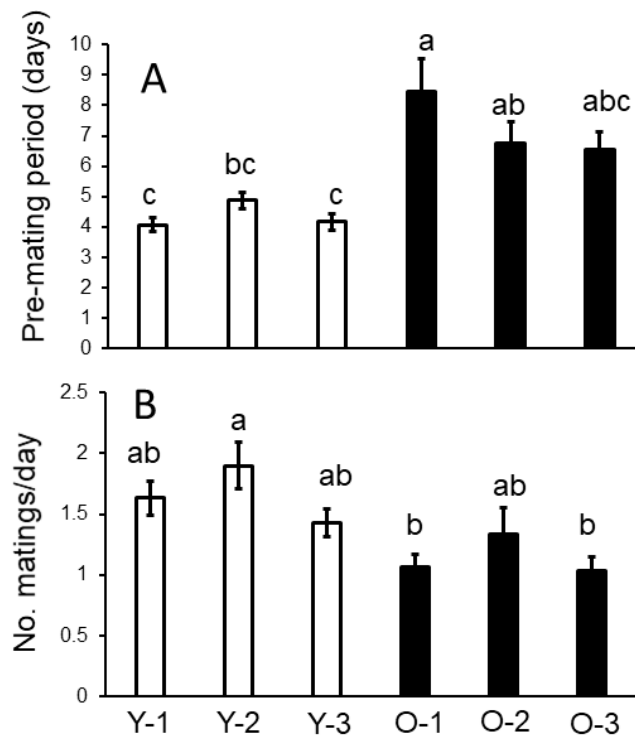 Pre-mating period (days)
A
10
9
8
7
6
5
4
3
2
1
0
c
bc
c
a
ab
abc
No. matings/day
B
2.5
2
1.5
1
0.5
0
ab
a
ab
b
ab
b
Y-1 Y-2 Y-3 O-1 O-2 O-3